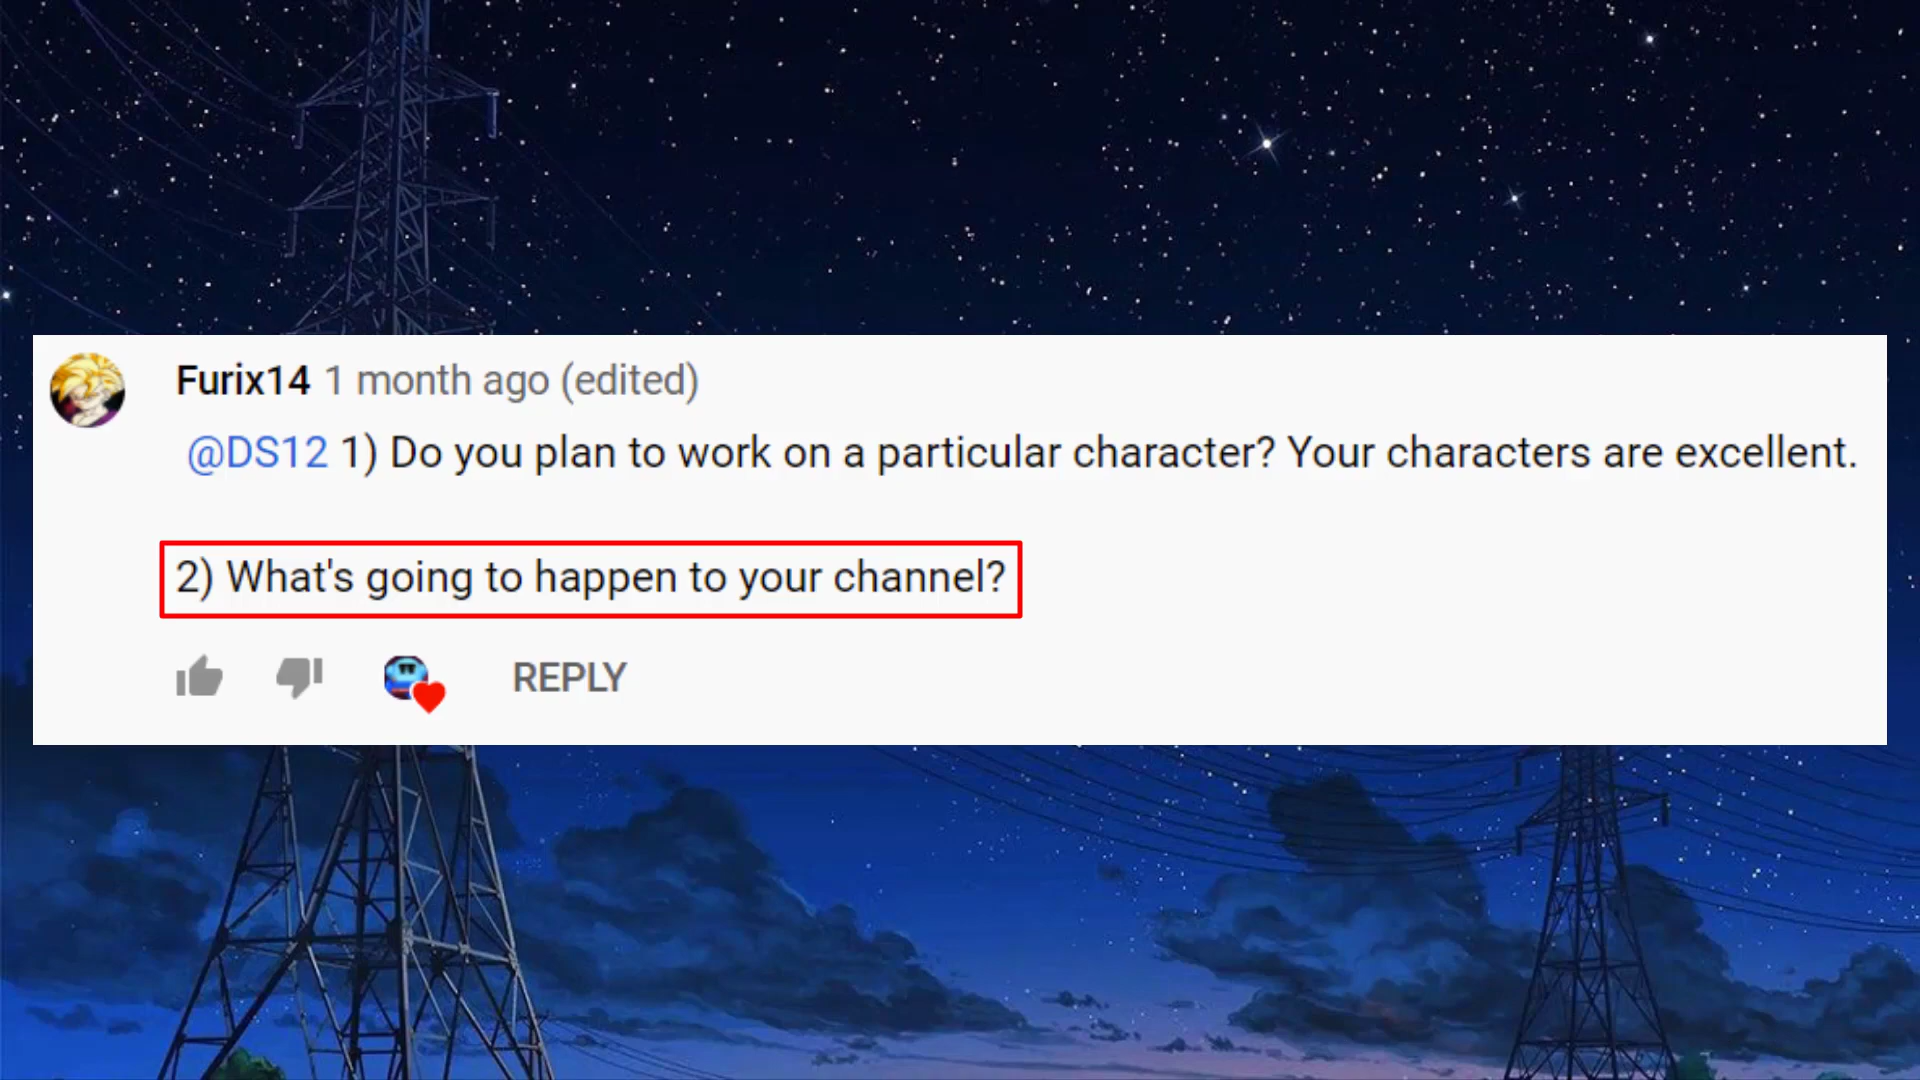 Furix14 1 month ago (edited)
@DS12 1) Do you plan to work on a particular character? Your characters are excellent.
2) What's going to happen to your channel?
REPLY